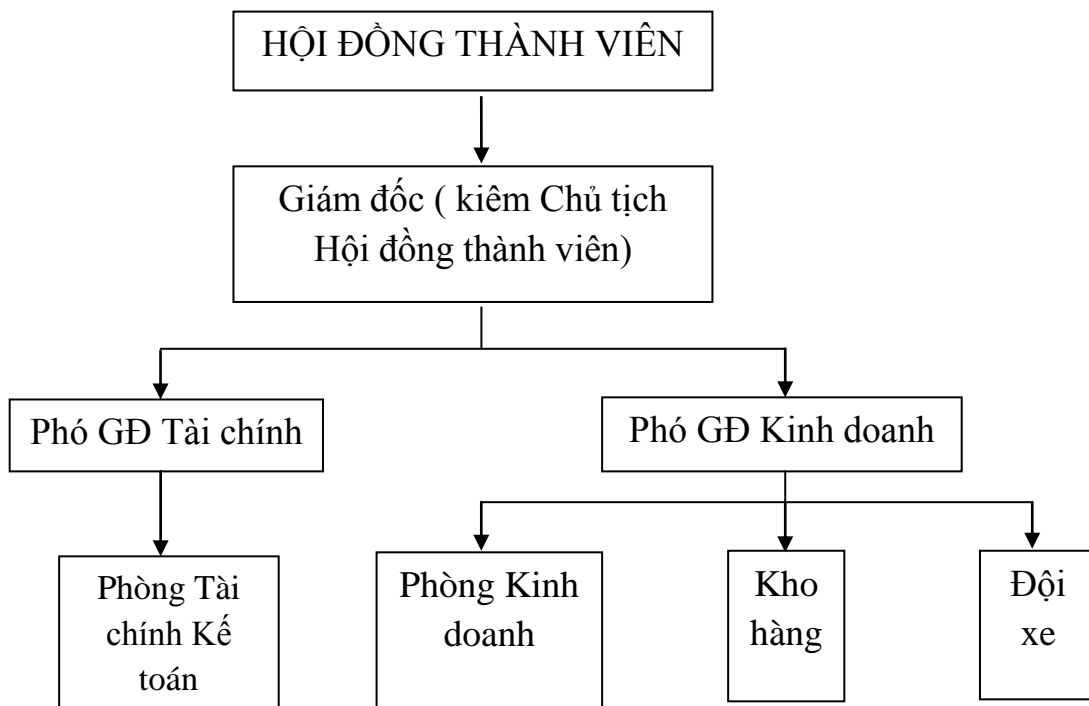 HỘI ĐỒNG THÀNH VIÊN
Giám đốc ( kiêm Chủ tịch
Hội đồng thành viên)
Phó GĐ Tài chính
Phó GĐ Kinh doanh
Phòng Tài
chính Kế
toán
Phòng Kinh
doanh
Kho
hàng
Đội
xe